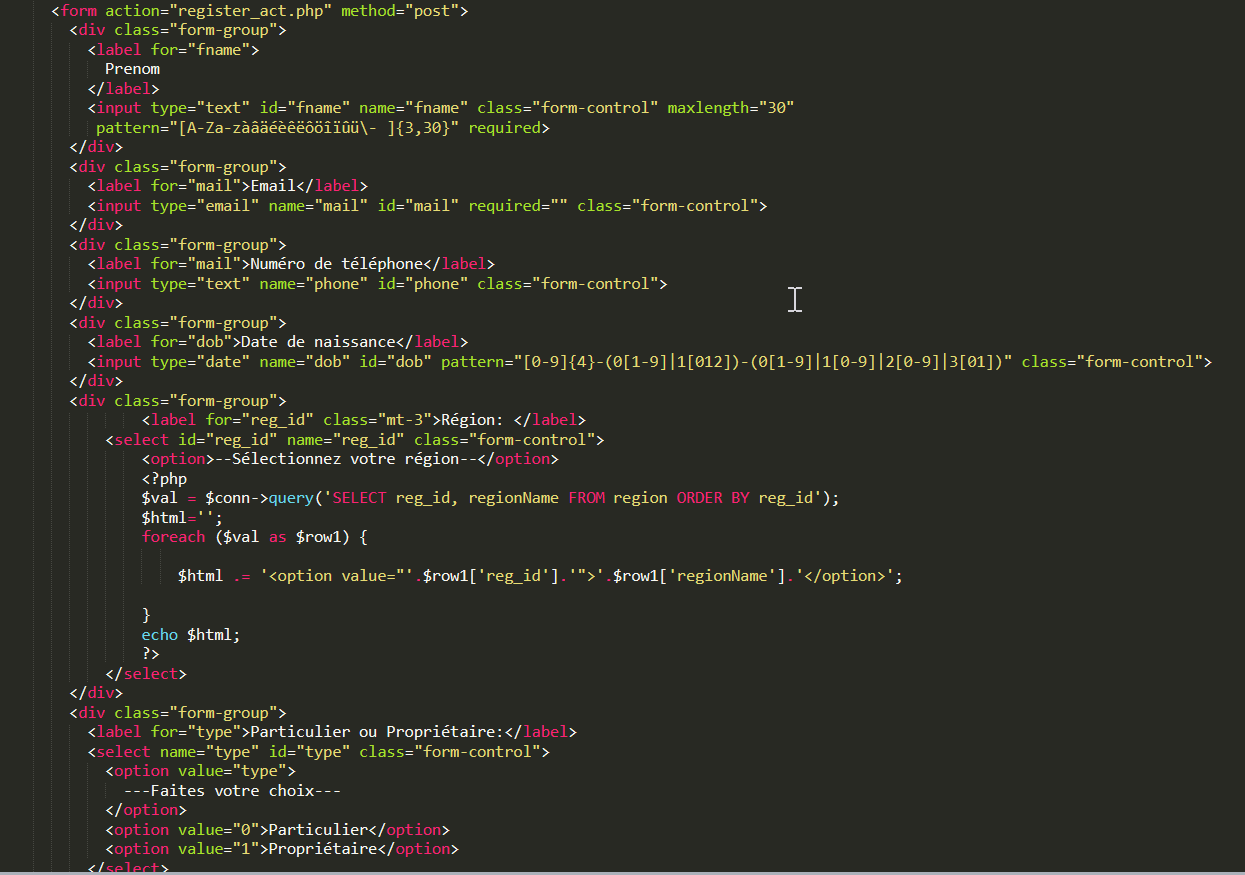 <form action="register_act.php" method="post">
<div class="form-group">
<label for="fname">
Prenom
</label>
<input type="text" id="fname" name="fname" class="form-control" maxlength="30"
pattern="[A-Za-zàâäéèêëôöîïûü\- ]{3,30}" required>
</div>
<div class="form-group">
<label for="mail">Email</label>
<input type="email" name="mail" id="mail" required="" class="form-control">
</div>
<div class="form-group">
<label for="mail">Numéro de téléphone</label>
<input type="text" name="phone" id="phone" class="form-control">
</div>
<div class="form-group">
<label for="dob">Date de naissance</label>
<input type="date" name="dob" id="dob" pattern="[0-9]{4}-(0[1-9]|1[012])-(0[1-9]|1[0-9]|2[0-9]|3[01])" class="form-control">
</div>
<div class="form-group">
<label for="reg_id" class="mt-3">Région: </label>
<select id="reg_id" name="reg_id" class="form-control">
<option>--Sélectionnez votre région--</option>
<?php
$val = $conn->query('SELECT reg_id, regionName FROM region ORDER BY reg_id');
$html='';
foreach ($val as $row1) {
$html .= '<option value="'.$row1['reg_id'].'">'.$row1['regionName'].'</option>';
}
echo $html;
?>
</select>
</div>
<div class="form-group">
<label for="type">Particulier ou Propriétaire:</label>
<select name="type" id="type" class="form-control">
<option value="type">
---Faites votre choix---
</option>
<option value="0">Particulier</option>
<option value="1">Propriétaire</option>
</select>